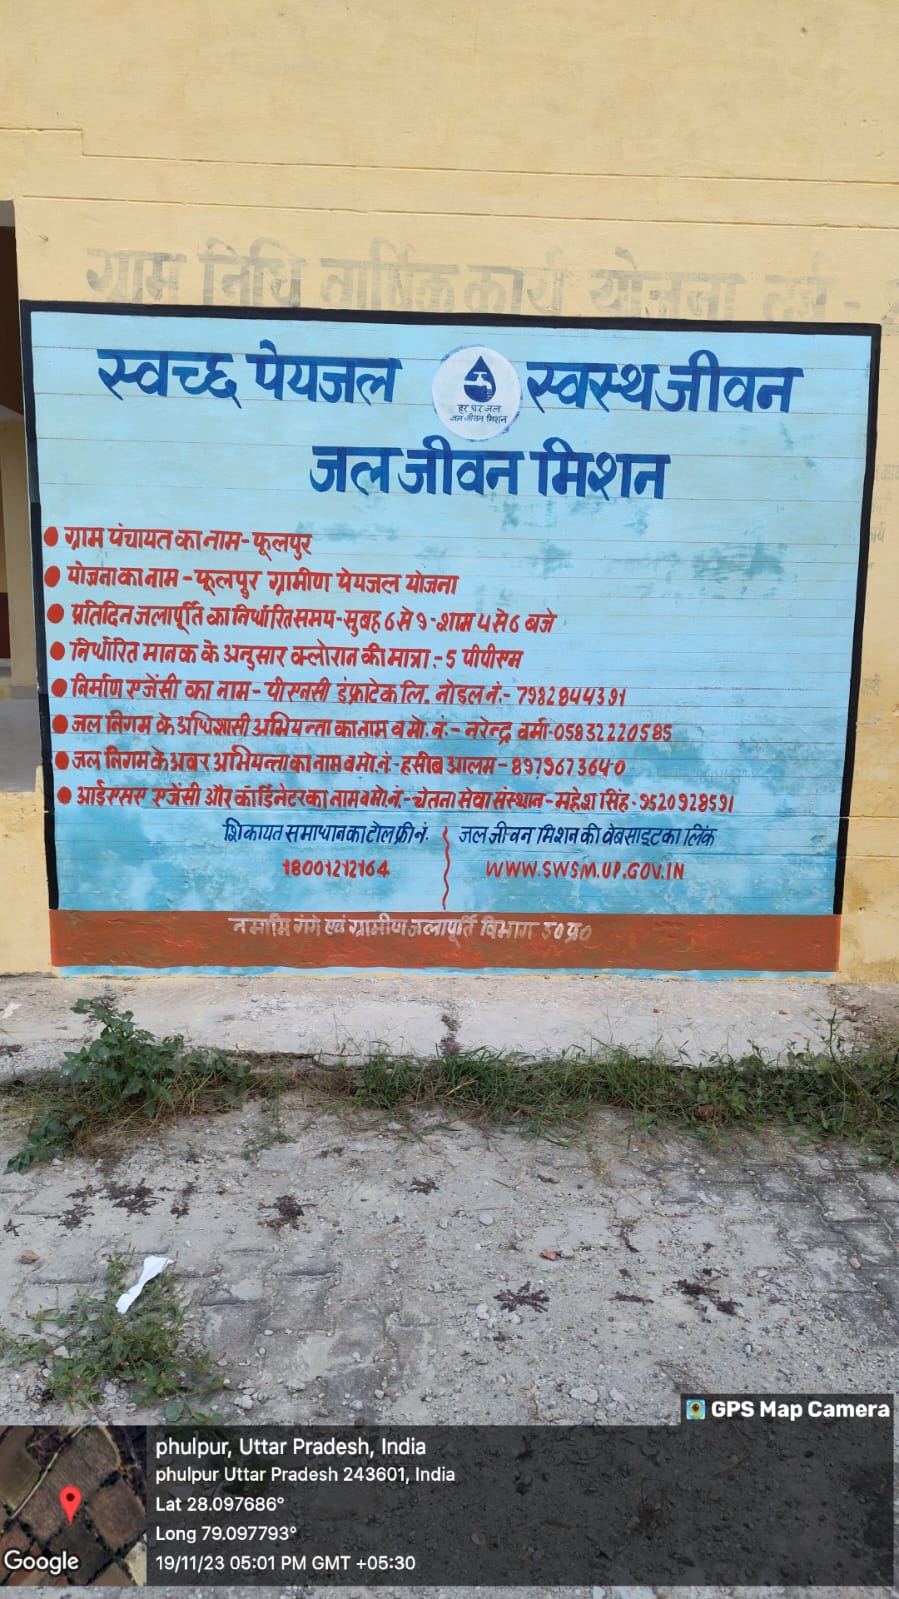 ग्राम निधि वार्षिक कार्य योजना
स्वच्छ पेयजल स्वस्थ जीवन
हर घर जल
जल जीवन मिशन
जल जीवन मिशन
• ग्राम पंचायत का नाम - फूलपुर
• योजना का नाम - फूलपुर ग्रामीण पेयजल योजना
• प्रतिदिन जलापूर्ति का निर्धारित समय - सुबह 6 से 9 - शाम 4 से 6 बजे
• निर्धारित मानक के अनुसार क्लोरान की मात्रा :- 5 पीपीएम
• निर्माण एजेंसी का नाम - पीएनसी इंफ्राटेक लि. नोडल नं:- 7982844391
• जल निगम के अधिशासी अभियन्ता का नाम व मो. नं. - नरेन्द्र वर्मा - 05832220585
• जल निगम के अवर अभियन्ता का नाम व मो. नं - हसीब आलम - 8979673640
• आईएसए एजेंसी और कॉर्डिनेटर का नाम व मो. नं - चेतना सेवा संस्थान - महेश सिंह - 9520928591
शिकायत समाधान का टोल फ्री नं.
18001212164
जल जीवन मिशन की वेबसाइट का लिंक
WWW.SWSM.UP.GOV.IN
नमामि गंगे एवं ग्रामीण जलापूर्ति विभाग उ० प्र०
GPS Map Camera
phulpur, Uttar Pradesh, India
phulpur Uttar Pradesh 243601, India
Lat 28.097686°
Long 79.097793°
19/11/23 05:01 PM GMT +05:30
Google